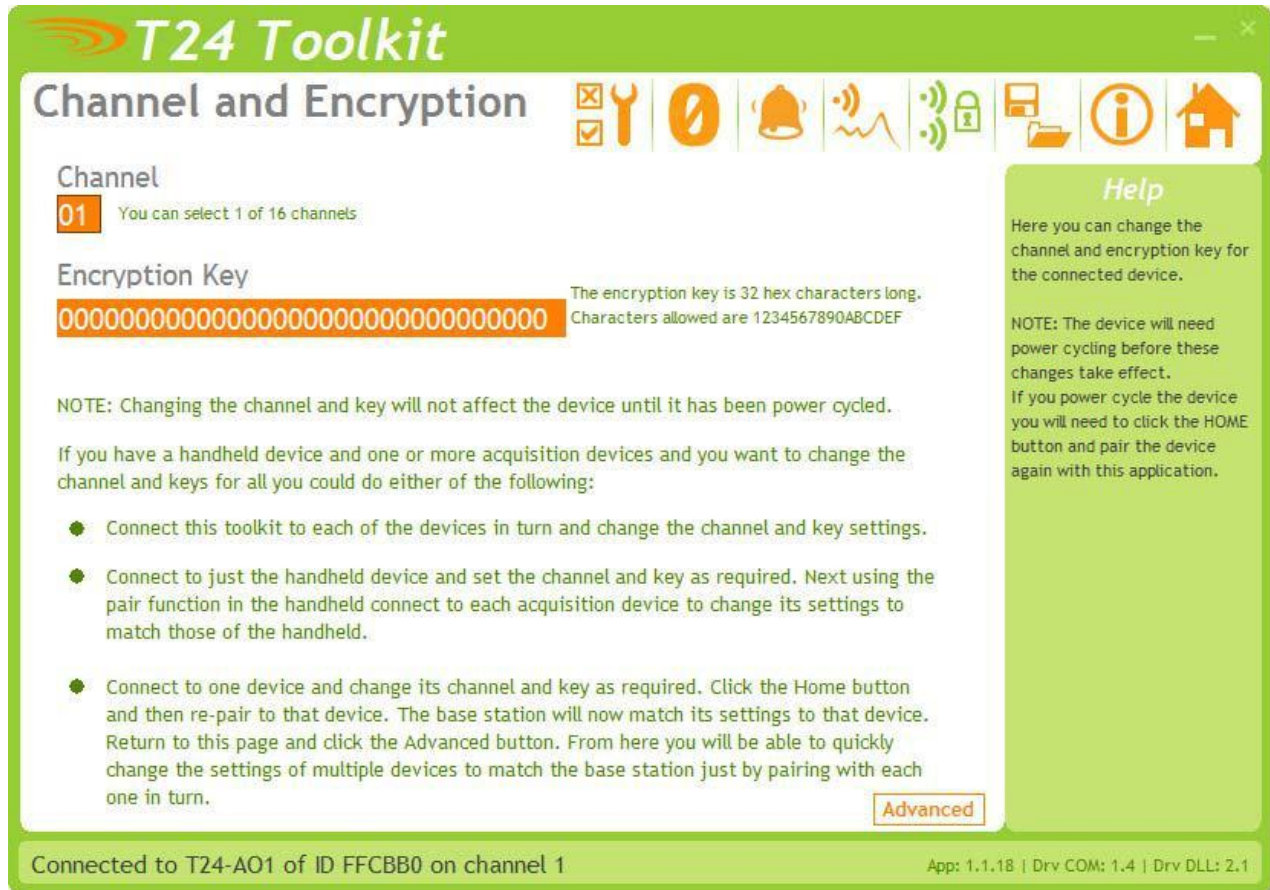 T24 Toolkit
Channel and Encryption
0
Channel
01 You can select 1 of 16 channels
Encryption Key
The encryption key is 32 hex characters long.
00000000000000000000000000000000 Characters allowed are 1234567890ABCDEF
NOTE: Changing the channel and key will not affect the device until it has been power cycled.
If you have a handheld device and one or more acquisition devices and you want to change the
channel and keys for all you could do either of the following:
Connect this toolkit to each of the devices in turn and change the channel and key settings.
Connect to just the handheld device and set the channel and key as required. Next using the
pair function in the handheld connect to each acquisition device to change its settings to
match those of the handheld.
Connect to one device and change its channel and key as required. Click the Home button
and then re-pair to that device. The base station will now match its settings to that device.
Return to this page and click the Advanced button. From here you will be able to quickly
change the settings of multiple devices to match the base station just by pairing with each
one in turn.
Advanced
Help
Here you can change the
channel and encryption key for
the connected device.
NOTE: The device will need
power cycling before these
changes take effect.
If you power cycle the device
you will need to click the HOME
button and pair the device
again with this application.
Connected to T24-AO1 of ID FFCBB0 on channel 1
App: 1.1.18 | Drv COM: 1.4 | Drv DLL: 2.1